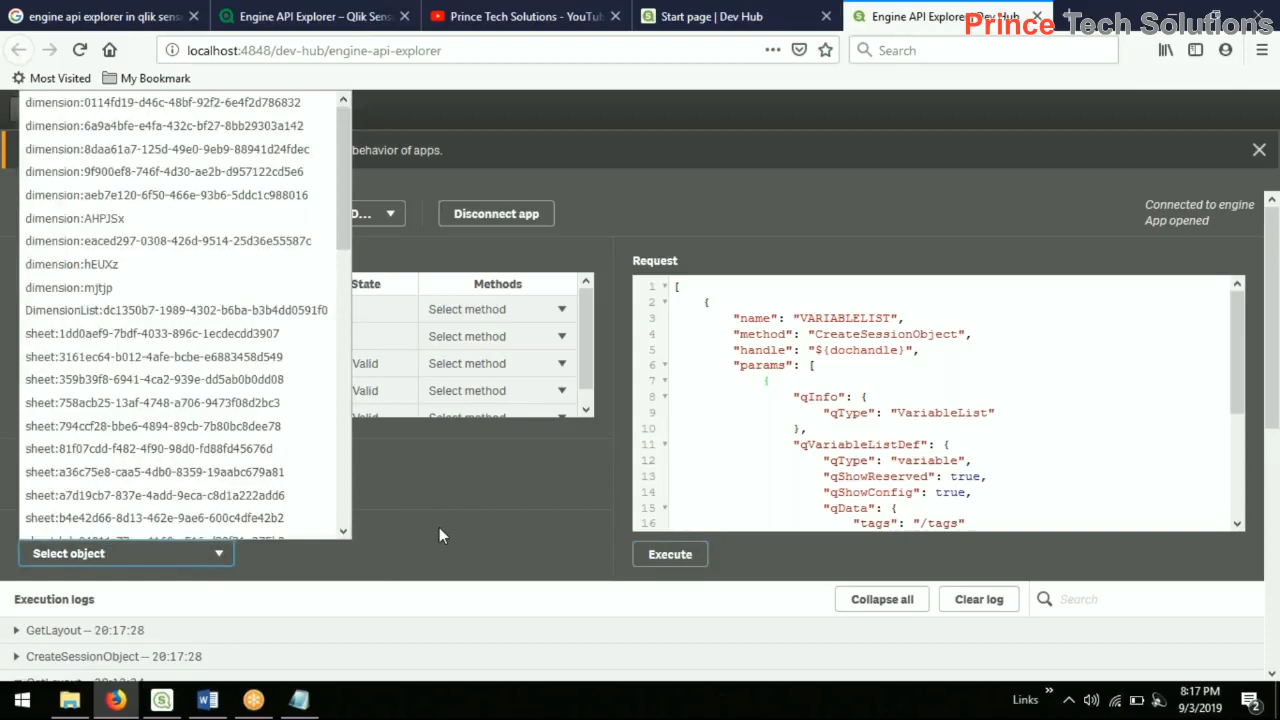 engine api explorer in qlik sens
Engine API Explorer – Qlik Sens
Prince Tech Solutions - YouTu
Start page | Dev Hub
Engine API Explorer | Dev Hub
Prince Tech Solutions
localhost:4848/dev-hub/engine-api-explorer
Search
Most Visited
My Bookmark
behavior of apps.
D...
Disconnect app
Connected to engine
App opened
dimension:0114fd19-d46c-48bf-92f2-6e4f2d786832
dimension:6a9a4bfe-e4fa-432c-bf27-8bb29303a142
dimension:8daa61a7-125d-49e0-9eb9-88941d24fdec
dimension:9f900ef8-746f-4d30-ae2b-d957122cd5e6
dimension:aeb7e120-6f50-466e-93b6-5ddc1c988016
dimension:AHPJSx
dimension:eaced297-0308-426d-9514-25d36e55587c
dimension:hEUXz
dimension:mjtjp
DimensionList:dc1350b7-1989-4302-b6ba-b3b4dd0591f0
sheet:1dd0aef9-7bdf-4033-896c-1ecdecdd3907
sheet:3161ec64-b012-4afe-bcbe-e6883458d549
sheet:359b39f8-6941-4ca2-939e-dd5ab0b0dd08
sheet:758acb25-13af-4748-a706-9473f08d2bc3
sheet:794ccf28-bbe6-4894-89cb-7b80bc8dee78
sheet:81f07cdd-f482-4f90-98d0-fd88fd45676d
sheet:a36c75e8-caa5-4db0-8359-19aabc679a81
sheet:a7d19cb7-837e-4add-9eca-c8d1a222add6
sheet:b4e42d66-8d13-462e-9ae6-600c4dfe42b2
Select object
State
Methods
Select method
Select method
Valid
Select method
Valid
Select method
Valid
Request
1 [
2 {
3 "name": "VARIABLELIST",
4 "method": "CreateSessionObject",
5 "handle": "${dochandle}",
6 "params": [
7 {
8 "qInfo": {
9 "qType": "VariableList"
10 },
11 "qVariableListDef": {
12 "qType": "variable",
13 "qShowReserved": true,
14 "qShowConfig": true,
15 "qData": {
16 "tags": "/tags"
Execute
Execution logs
Collapse all
Clear log
Search
GetLayout — 20:17:28
CreateSessionObject — 20:17:28
Links
8:17 PM
9/3/2019
2